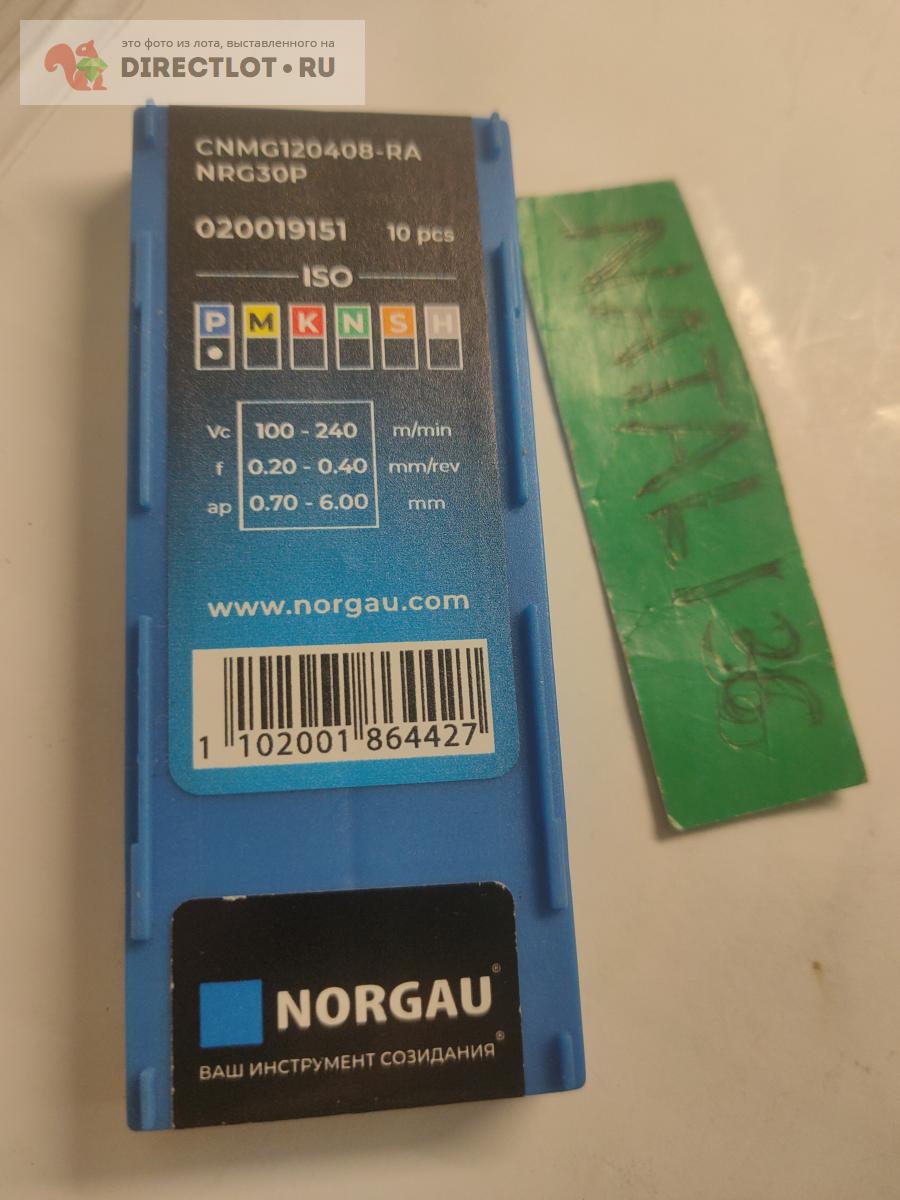 это фото из лота, выставленного на
DIRECTLOT.RU
CNMG120408-RA
NRG30P
020019151 10 pcs
ISO
P M K N S H
Vc 100 - 240 m/min
f 0.20 - 0.40 mm/rev
ap 0.70 - 6.00 mm
www.norgau.com
1 102001 864427
NORGAU®
ВАШ ИНСТРУМЕНТ СОЗИДАНИЯ®
NATALI 36